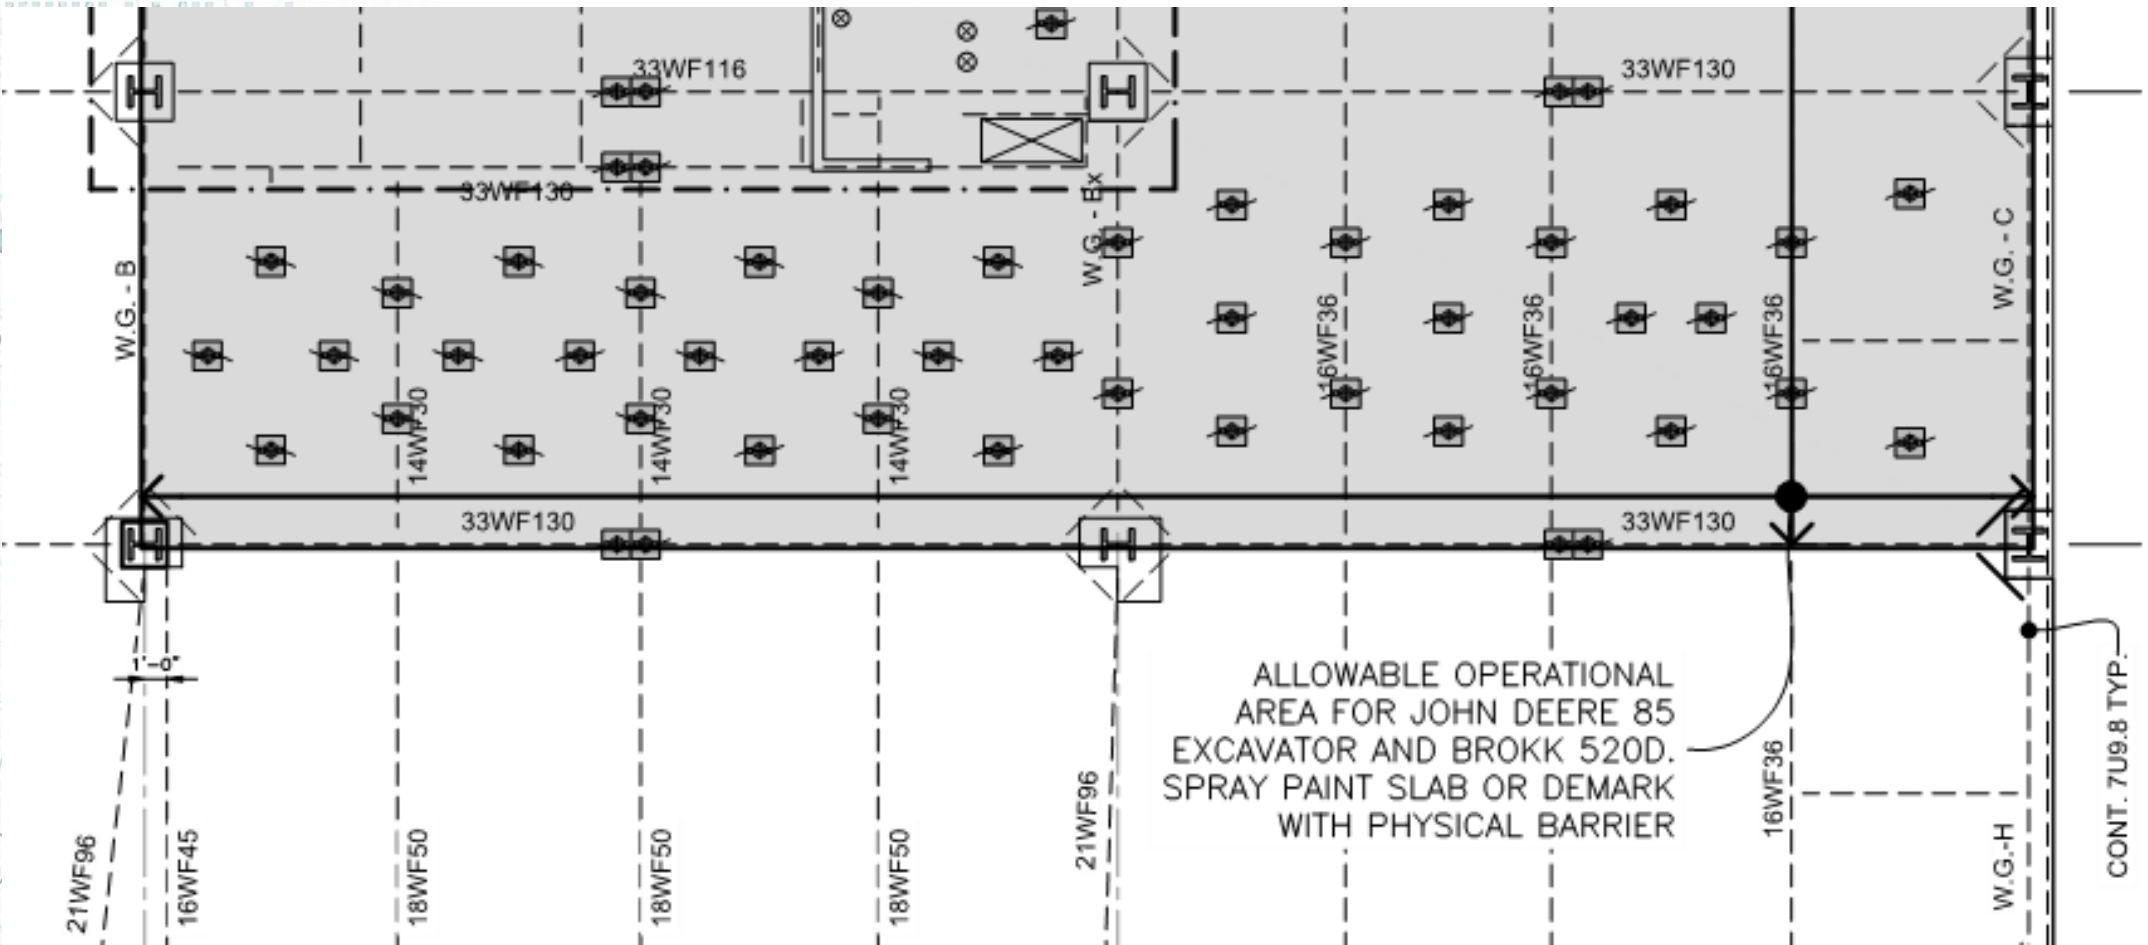 33WF116
33WF130
33WF130
W.G. - Ex
W.G. - B
W.G. - C
16WF36
16WF36
16WF36
14WF30
14WF30
14WF30
33WF130
33WF130
1'-0"
ALLOWABLE OPERATIONAL
AREA FOR JOHN DEERE 85
EXCAVATOR AND BROKK 520D.
SPRAY PAINT SLAB OR DEMARK
WITH PHYSICAL BARRIER
21WF96
16WF45
18WF50
18WF50
18WF50
21WF96
16WF36
W.G.-H
CONT. 7U9.8 TYP.